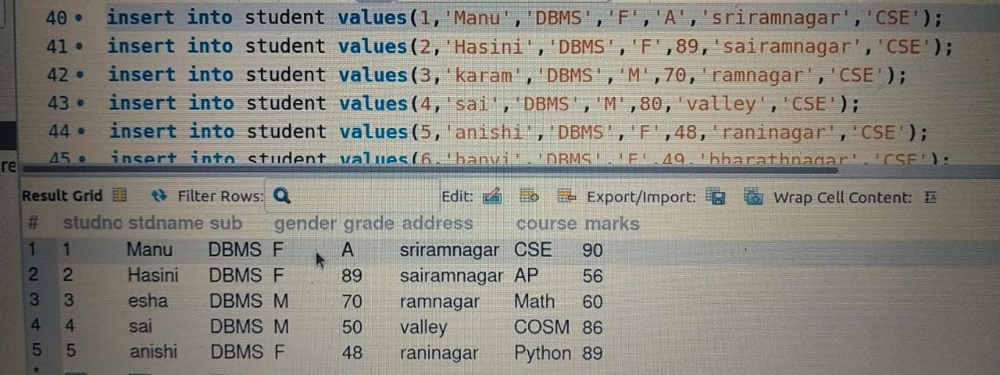 40 insert into student values(1,'Manu','DBMS','F','A','sriramnagar','CSE');
41 insert into student values(2,'Hasini','DBMS','F',89,'sairamnagar','CSE');
42 insert into student values(3,'karam','DBMS','M',70,'ramnagar','CSE');
43 insert into student values(4,'sai','DBMS','M',80,'valley','CSE');
44 insert into student values(5,'anishi','DBMS','F',48,'raninagar','CSE');
45 insert into student values(6,'hanvi','DBMS','F',49,'bharathnagar','CSE');
re
Result Grid Filter Rows: Edit: Export/Import: Wrap Cell Content:
# studno stdname sub gender grade address course marks
1 1 Manu DBMS F A sriramnagar CSE 90
2 2 Hasini DBMS F 89 sairamnagar AP 56
3 3 esha DBMS M 70 ramnagar Math 60
4 4 sai DBMS M 50 valley COSM 86
5 5 anishi DBMS F 48 raninagar Python 89
*